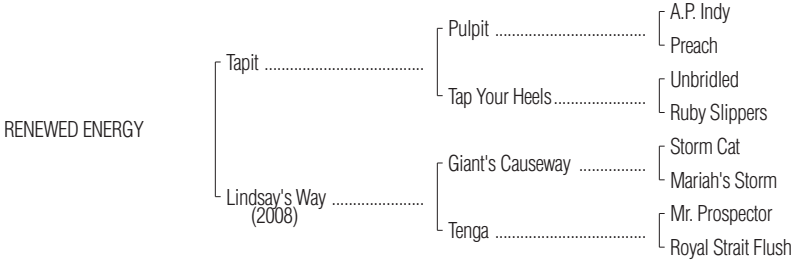 A.P. Indy
Pulpit ....................................
Preach
Tapit ......................................
Unbridled
Tap Your Heels......................
Ruby Slippers
RENEWED ENERGY
Storm Cat
Giant's Causeway ................
Mariah's Storm
Lindsay's Way ......................
(2008)
Mr. Prospector
Tenga ....................................
Royal Strait Flush